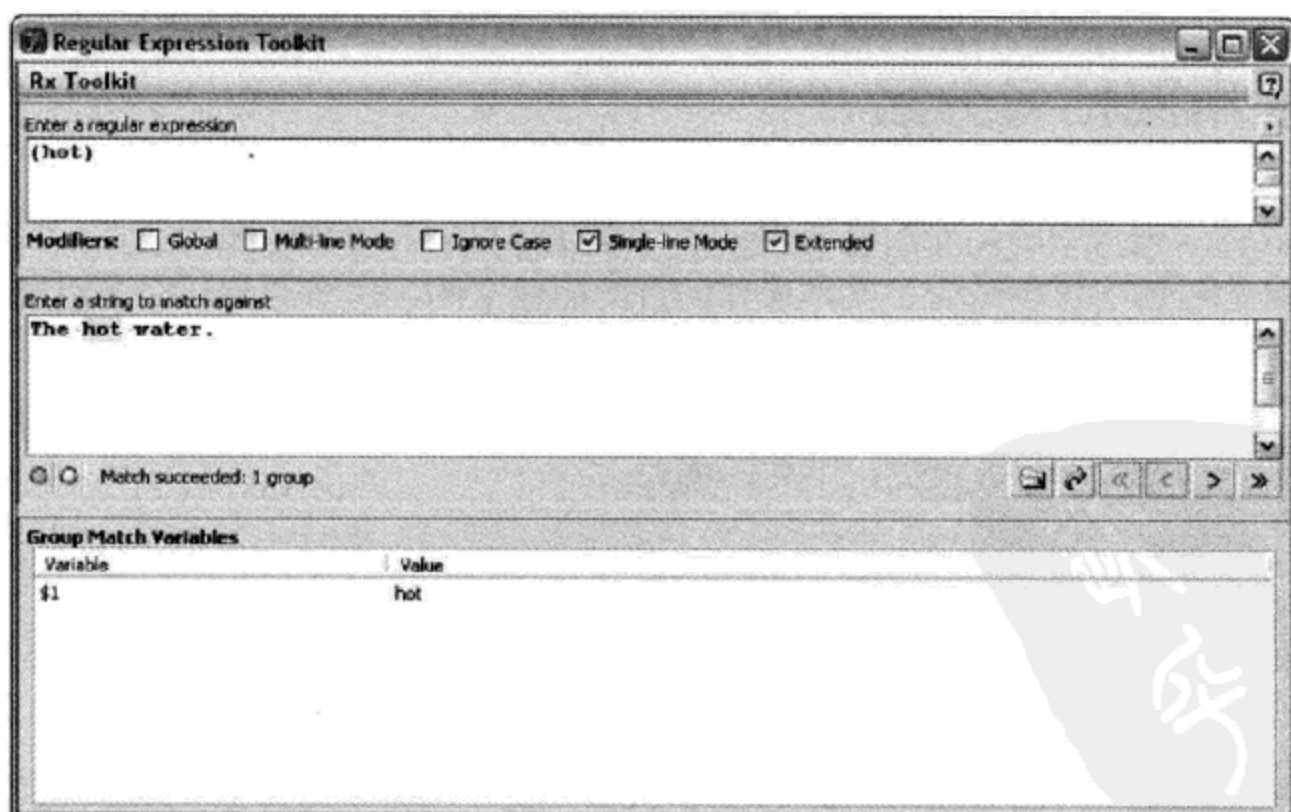 Regular Expression Toolkit
Rx Toolkit
Enter a regular expression
(hot)
Modifiers: Global Multi-line Mode Ignore Case Single-line Mode Extended
Enter a string to match against
The hot water.
Match succeeded: 1 group
Group Match Variables
Variable Value
$1 hot